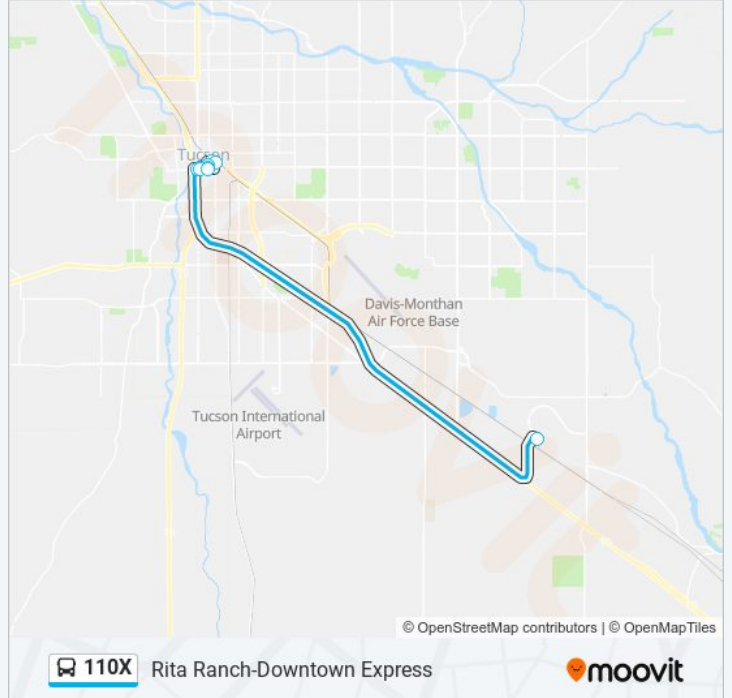 Tucson
Davis-Monthan
Air Force Base
Tucson International
Airport
© OpenStreetMap contributors | © OpenMapTiles
110X Rita Ranch-Downtown Express
moovit